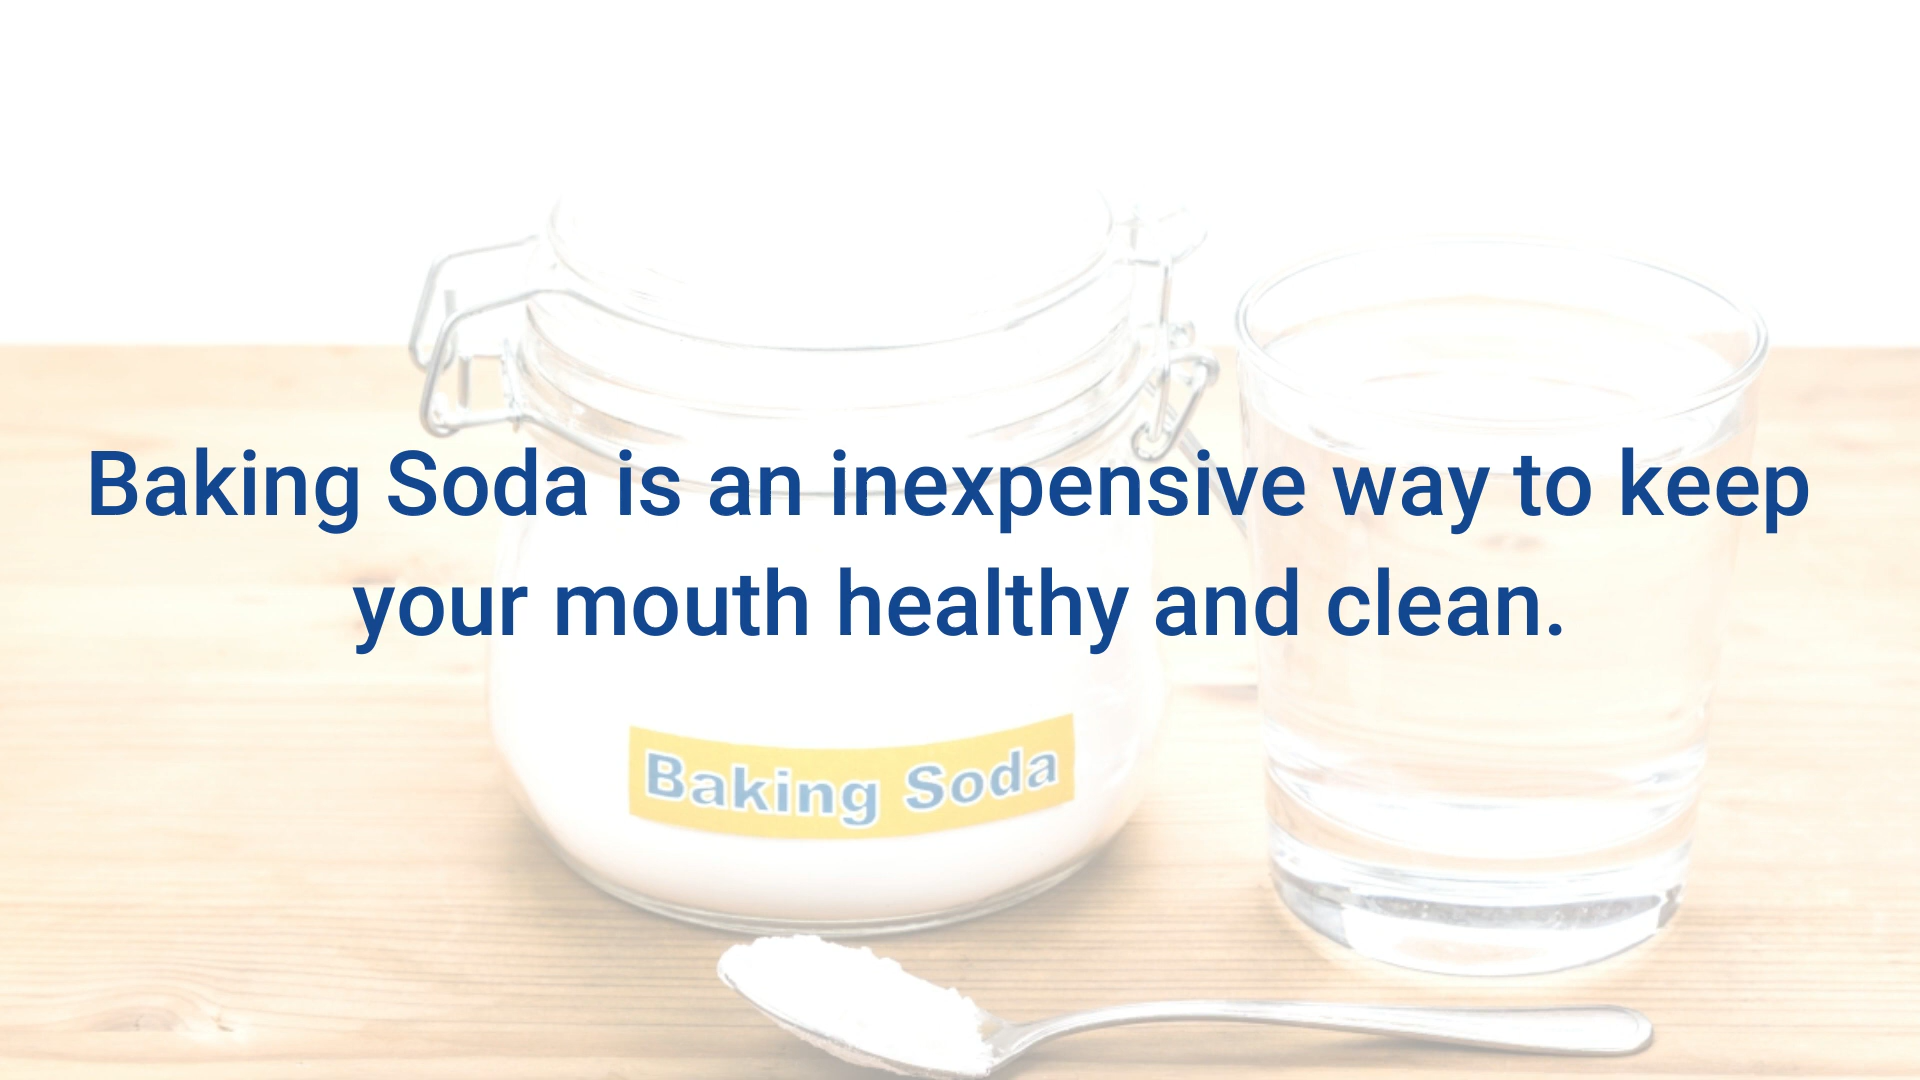 Baking Soda is an inexpensive way to keep
your mouth healthy and clean.
Baking Soda